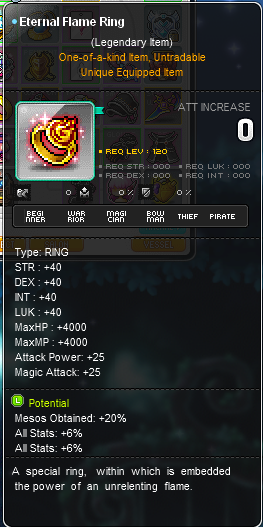 Eternal Flame Ring
(Legendary Item)
One-of-a-kind Item, Untradable
Unique Equipped Item
ATT INCREASE
0
REQ LEV : 120
REQ STR : 000
REQ LUK : 000
REQ DEX : 000
REQ INT : 000
0 0 % 0 %
BEGINNER WARRIOR MAGICIAN BOWMAN THIEF PIRATE
Type: RING
STR : +40
DEX : +40
INT : +40
LUK : +40
MaxHP : +4000
MaxMP : +4000
Attack Power: +25
Magic Attack: +25
L Potential
Mesos Obtained: +20%
All Stats: +6%
All Stats: +6%
A special ring, within which is embedded
the power of an unrelenting flame.